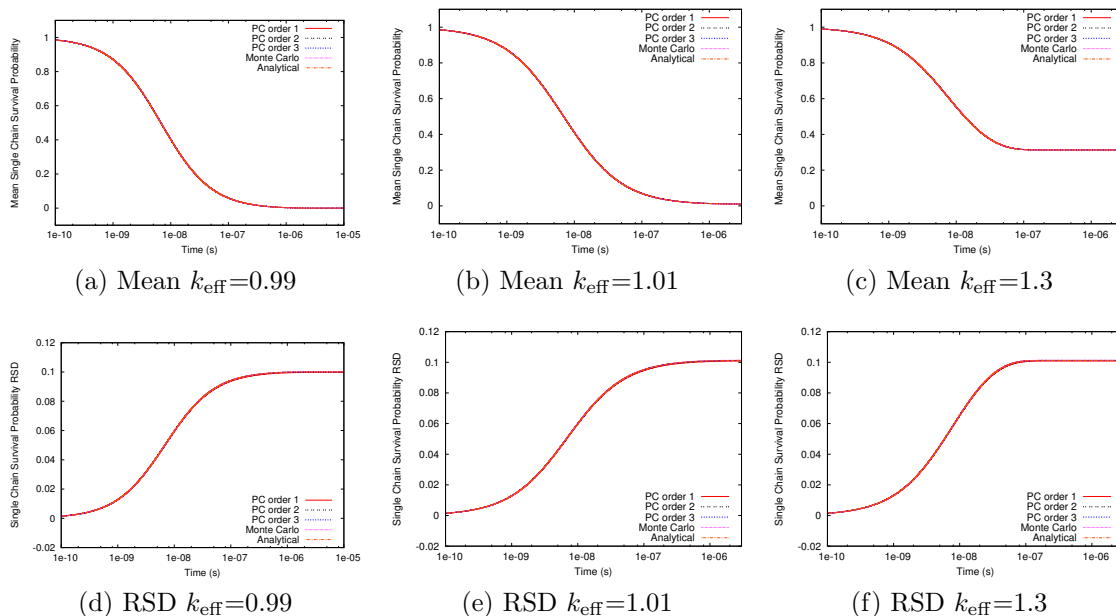 Mean Single Chain Survival Probability
1
0.8
0.6
0.4
0.2
0
PC order 1
PC order 2
PC order 3
Monte Carlo
Analytical
1e-10 1e-09 1e-08 1e-07 1e-06 1e-05
Time (s)
(a) Mean k_eff=0.99
Mean Single Chain Survival Probability
1
0.8
0.6
0.4
0.2
0
PC order 1
PC order 2
PC order 3
Monte Carlo
Analytical
1e-10 1e-09 1e-08 1e-07 1e-06
Time (s)
(b) Mean k_eff=1.01
Mean Single Chain Survival Probability
1
0.8
0.6
0.4
0.2
0
PC order 1
PC order 2
PC order 3
Monte Carlo
Analytical
1e-10 1e-09 1e-08 1e-07 1e-06
Time (s)
(c) Mean k_eff=1.3
Single Chain Survival Probability RSD
0.12
0.1
0.08
0.06
0.04
0.02
0
-0.02
PC order 1
PC order 2
PC order 3
Monte Carlo
Analytical
1e-10 1e-09 1e-08 1e-07 1e-06 1e-05
Time (s)
(d) RSD k_eff=0.99
Single Chain Survival Probability RSD
0.12
0.1
0.08
0.06
0.04
0.02
0
-0.02
PC order 1
PC order 2
PC order 3
Monte Carlo
Analytical
1e-10 1e-09 1e-08 1e-07 1e-06
Time (s)
(e) RSD k_eff=1.01
Single Chain Survival Probability RSD
0.12
0.1
0.08
0.06
0.04
0.02
0
-0.02
PC order 1
PC order 2
PC order 3
Monte Carlo
Analytical
1e-10 1e-09 1e-08 1e-07 1e-06
Time (s)
(f) RSD k_eff=1.3